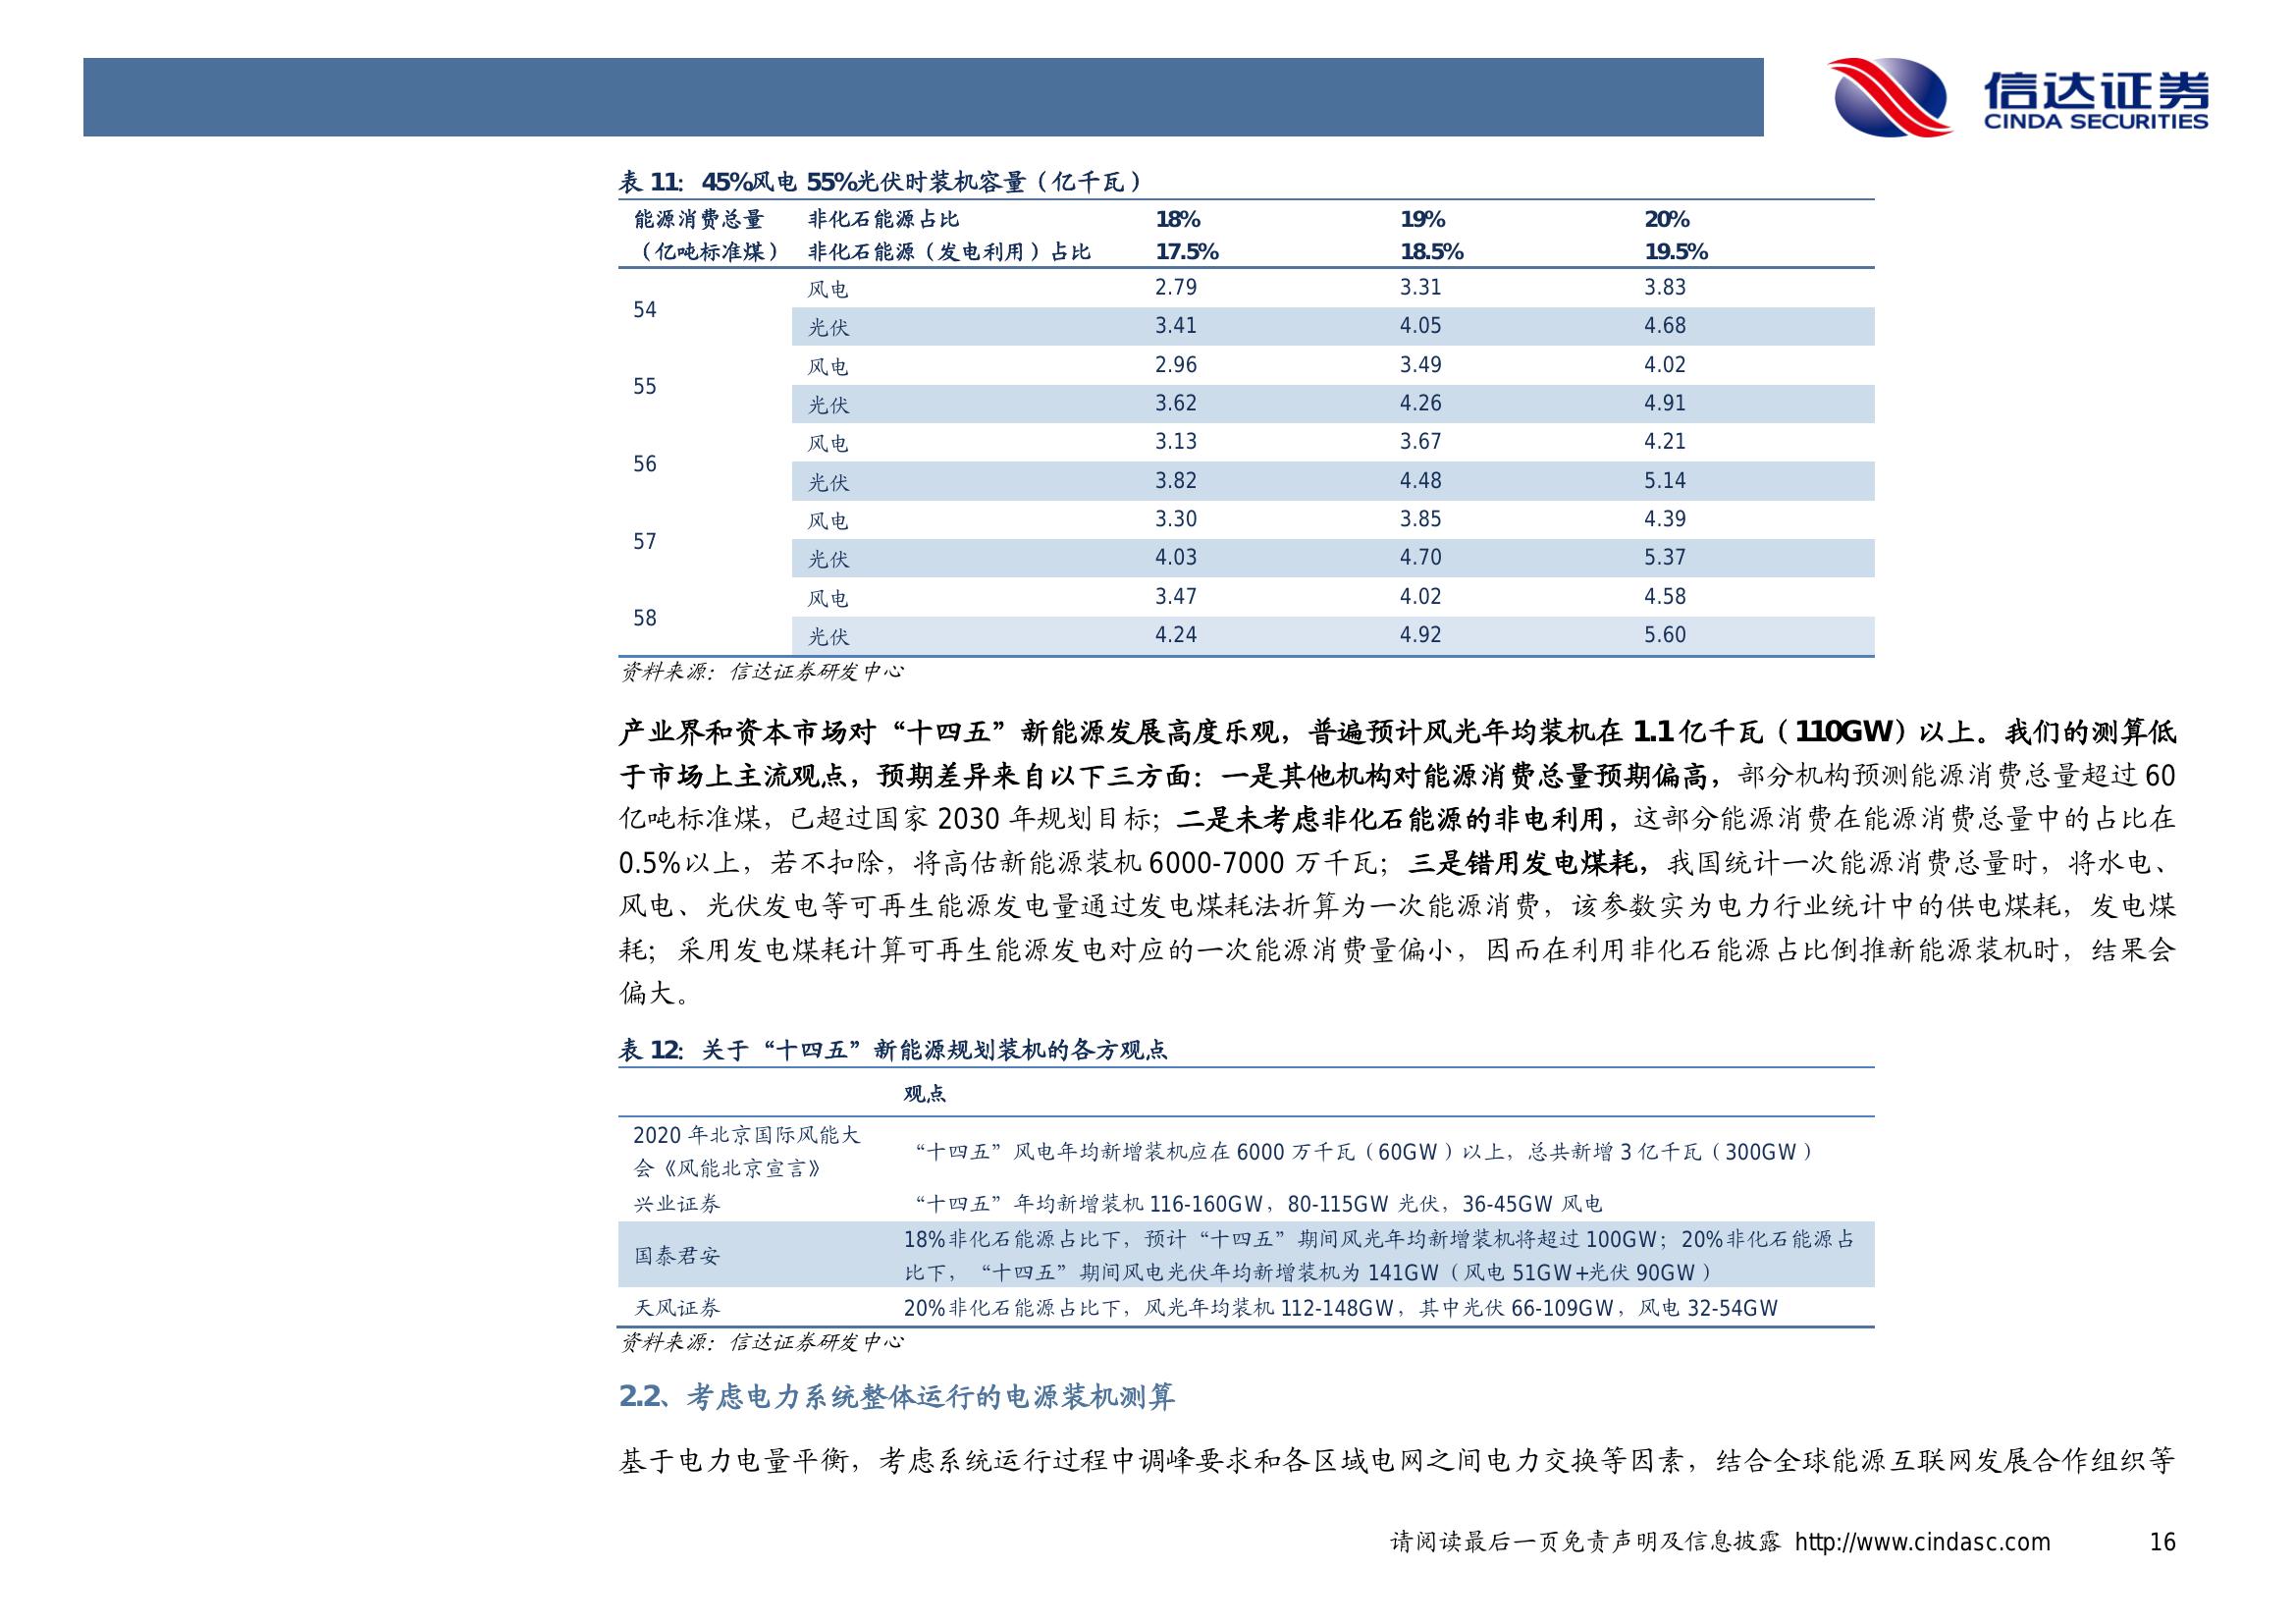 信达证券
CINDA SECURITIES
表 11：45%风电 55%光伏时装机容量（亿千瓦）
能源消费总量 非化石能源占比 18% 19% 20%
（亿吨标准煤） 非化石能源（发电利用）占比 17.5% 18.5% 19.5%
54 风电 2.79 3.31 3.83
光伏 3.41 4.05 4.68
55 风电 2.96 3.49 4.02
光伏 3.62 4.26 4.91
56 风电 3.13 3.67 4.21
光伏 3.82 4.48 5.14
57 风电 3.30 3.85 4.39
光伏 4.03 4.70 5.37
58 风电 3.47 4.02 4.58
光伏 4.24 4.92 5.60
资料来源：信达证券研发中心
产业界和资本市场对“十四五”新能源发展高度乐观，普遍预计风光年均装机在 1.1 亿千瓦（110GW）以上。我们的测算低
于市场上主流观点，预期差异来自以下三方面：一是其他机构对能源消费总量预期偏高，部分机构预测能源消费总量超过 60
亿吨标准煤，已超过国家 2030 年规划目标；二是未考虑非化石能源的非电利用，这部分能源消费在能源消费总量中的占比在
0.5%以上，若不扣除，将高估新能源装机 6000-7000 万千瓦；三是错用发电煤耗，我国统计一次能源消费总量时，将水电、
风电、光伏发电等可再生能源发电量通过发电煤耗法折算为一次能源消费，该参数实为电力行业统计中的供电煤耗，发电煤
耗；采用发电煤耗计算可再生能源发电对应的一次能源消费量偏小，因而在利用非化石能源占比倒推新能源装机时，结果会
偏大。
表 12：关于“十四五”新能源规划装机的各方观点
观点
2020 年北京国际风能大
会《风能北京宣言》
“十四五”风电年均新增装机应在 6000 万千瓦（60GW）以上，总共新增 3 亿千瓦（300GW）
兴业证券 “十四五”年均新增装机 116-160GW，80-115GW 光伏，36-45GW 风电
国泰君安
18%非化石能源占比下，预计“十四五”期间风光年均新增装机将超过 100GW；20%非化石能源占
比下，“十四五”期间风电光伏年均新增装机为 141GW（风电 51GW+光伏 90GW）
天风证券 20%非化石能源占比下，风光年均装机 112-148GW，其中光伏 66-109GW，风电 32-54GW
资料来源：信达证券研发中心
2.2、考虑电力系统整体运行的电源装机测算
基于电力电量平衡，考虑系统运行过程中调峰要求和各区域电网之间电力交换等因素，结合全球能源互联网发展合作组织等
请阅读最后一页免责声明及信息披露 http://www.cindasc.com 16